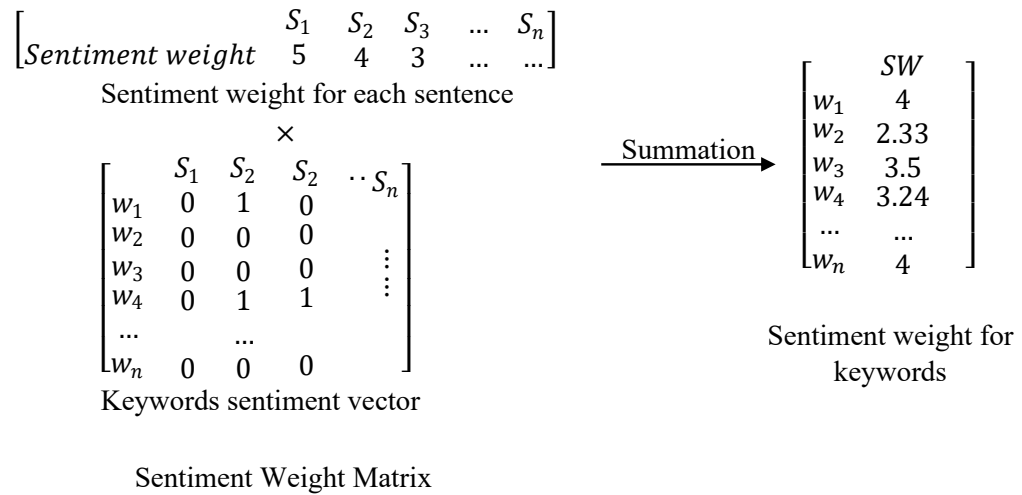 S₁ S₂ S₃ … Sₙ
Sentiment weight 5 4 3 … …
Sentiment weight for each sentence
×
S₁ S₂ S₂ ·· Sₙ
w₁ 0 1 0
w₂ 0 0 0
w₃ 0 0 0
w₄ 0 1 1
… …
wₙ 0 0 0
Keywords sentiment vector
Sentiment Weight Matrix
Summation
SW
w₁ 4
w₂ 2.33
w₃ 3.5
w₄ 3.24
… …
wₙ 4
Sentiment weight for
keywords